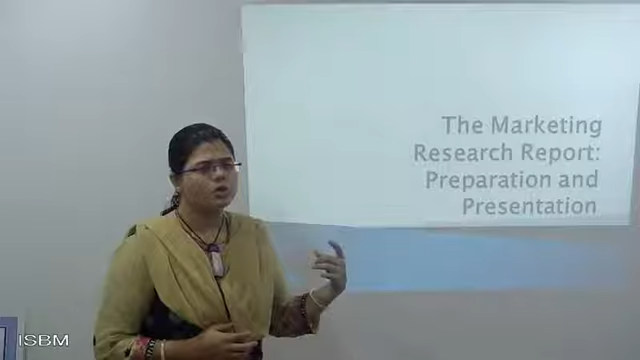 The Marketing
Research Report:
Preparation and
Presentation
ISBM